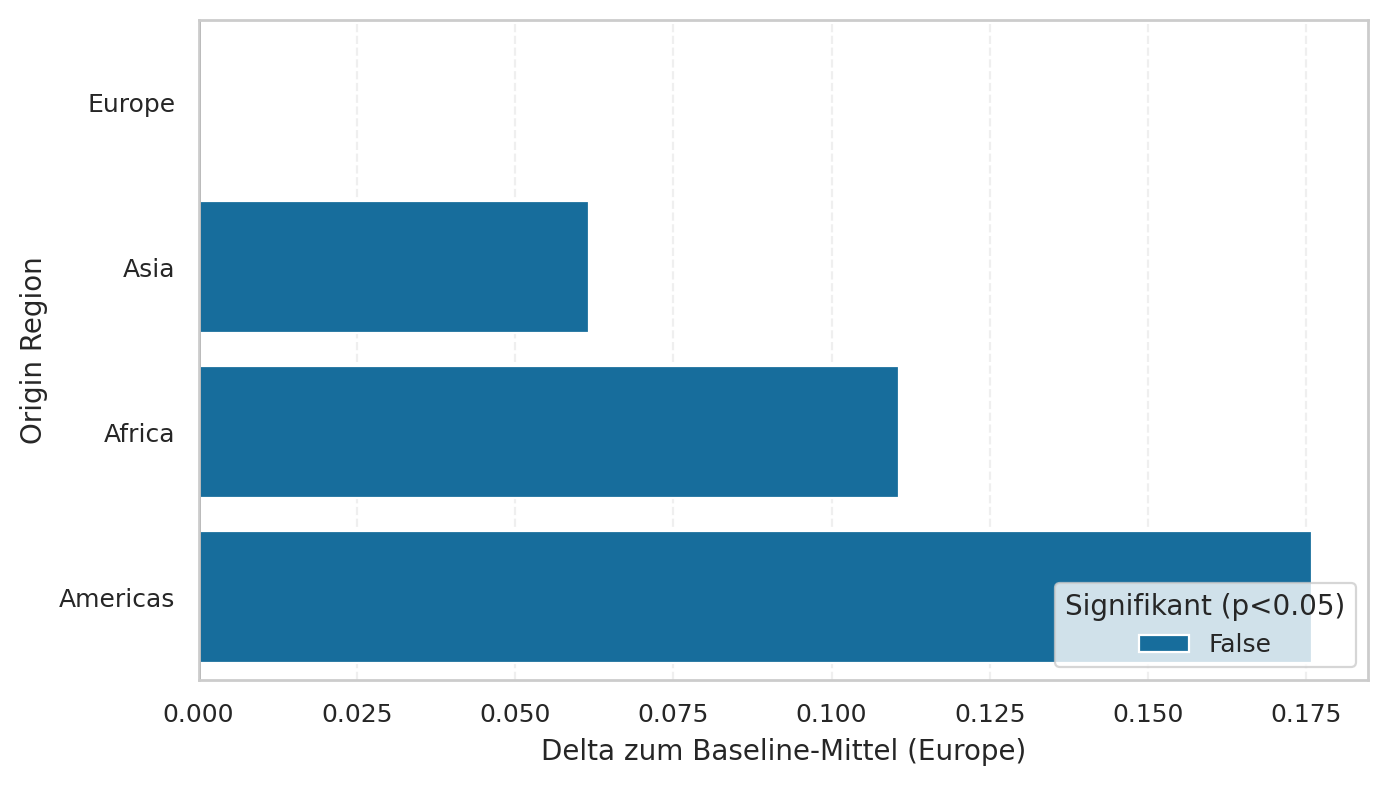 Europe
Asia
Africa
Americas
Origin Region
Signifikant (p<0.05)
False
0.000 0.025 0.050 0.075 0.100 0.125 0.150 0.175
Delta zum Baseline-Mittel (Europe)